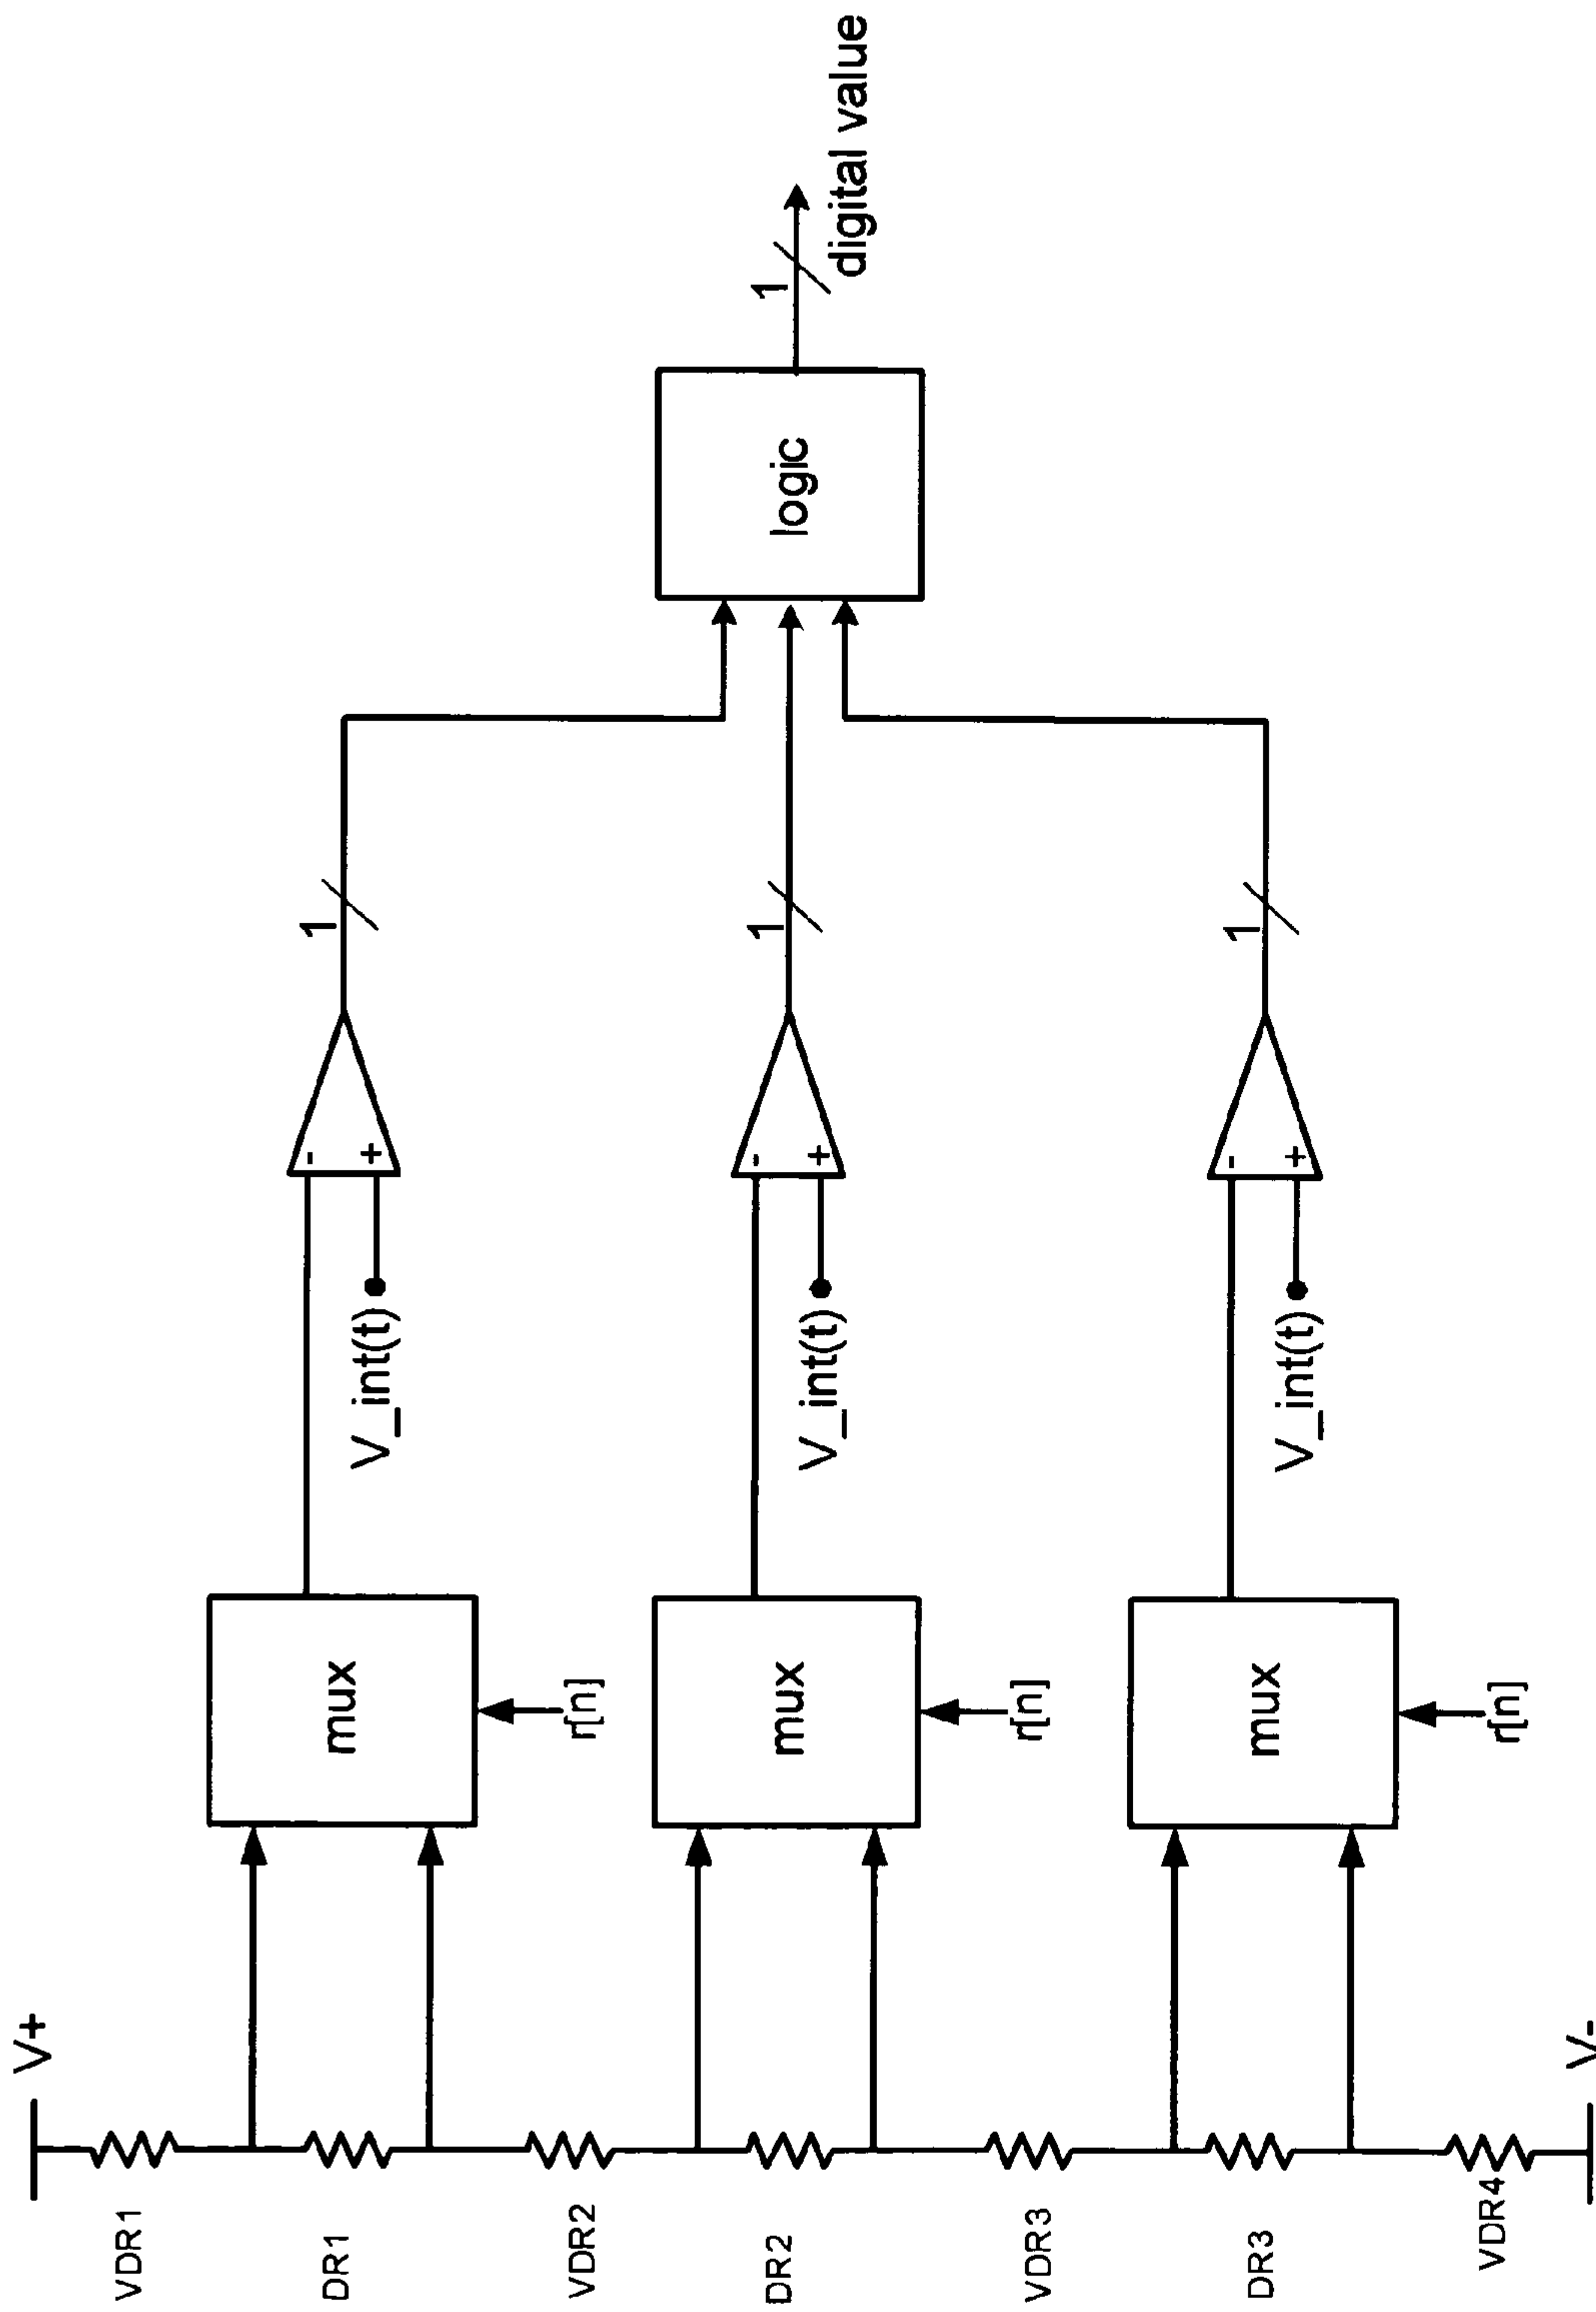 V+
VDR1
DR1
VDR2
DR2
VDR3
DR3
VDR4
V-
mux
r[n]
mux
r[n]
mux
r[n]
V_int(t)
V_int(t)
V_int(t)
-
+
-
+
-
+
1
1
1
logic
1
digital value